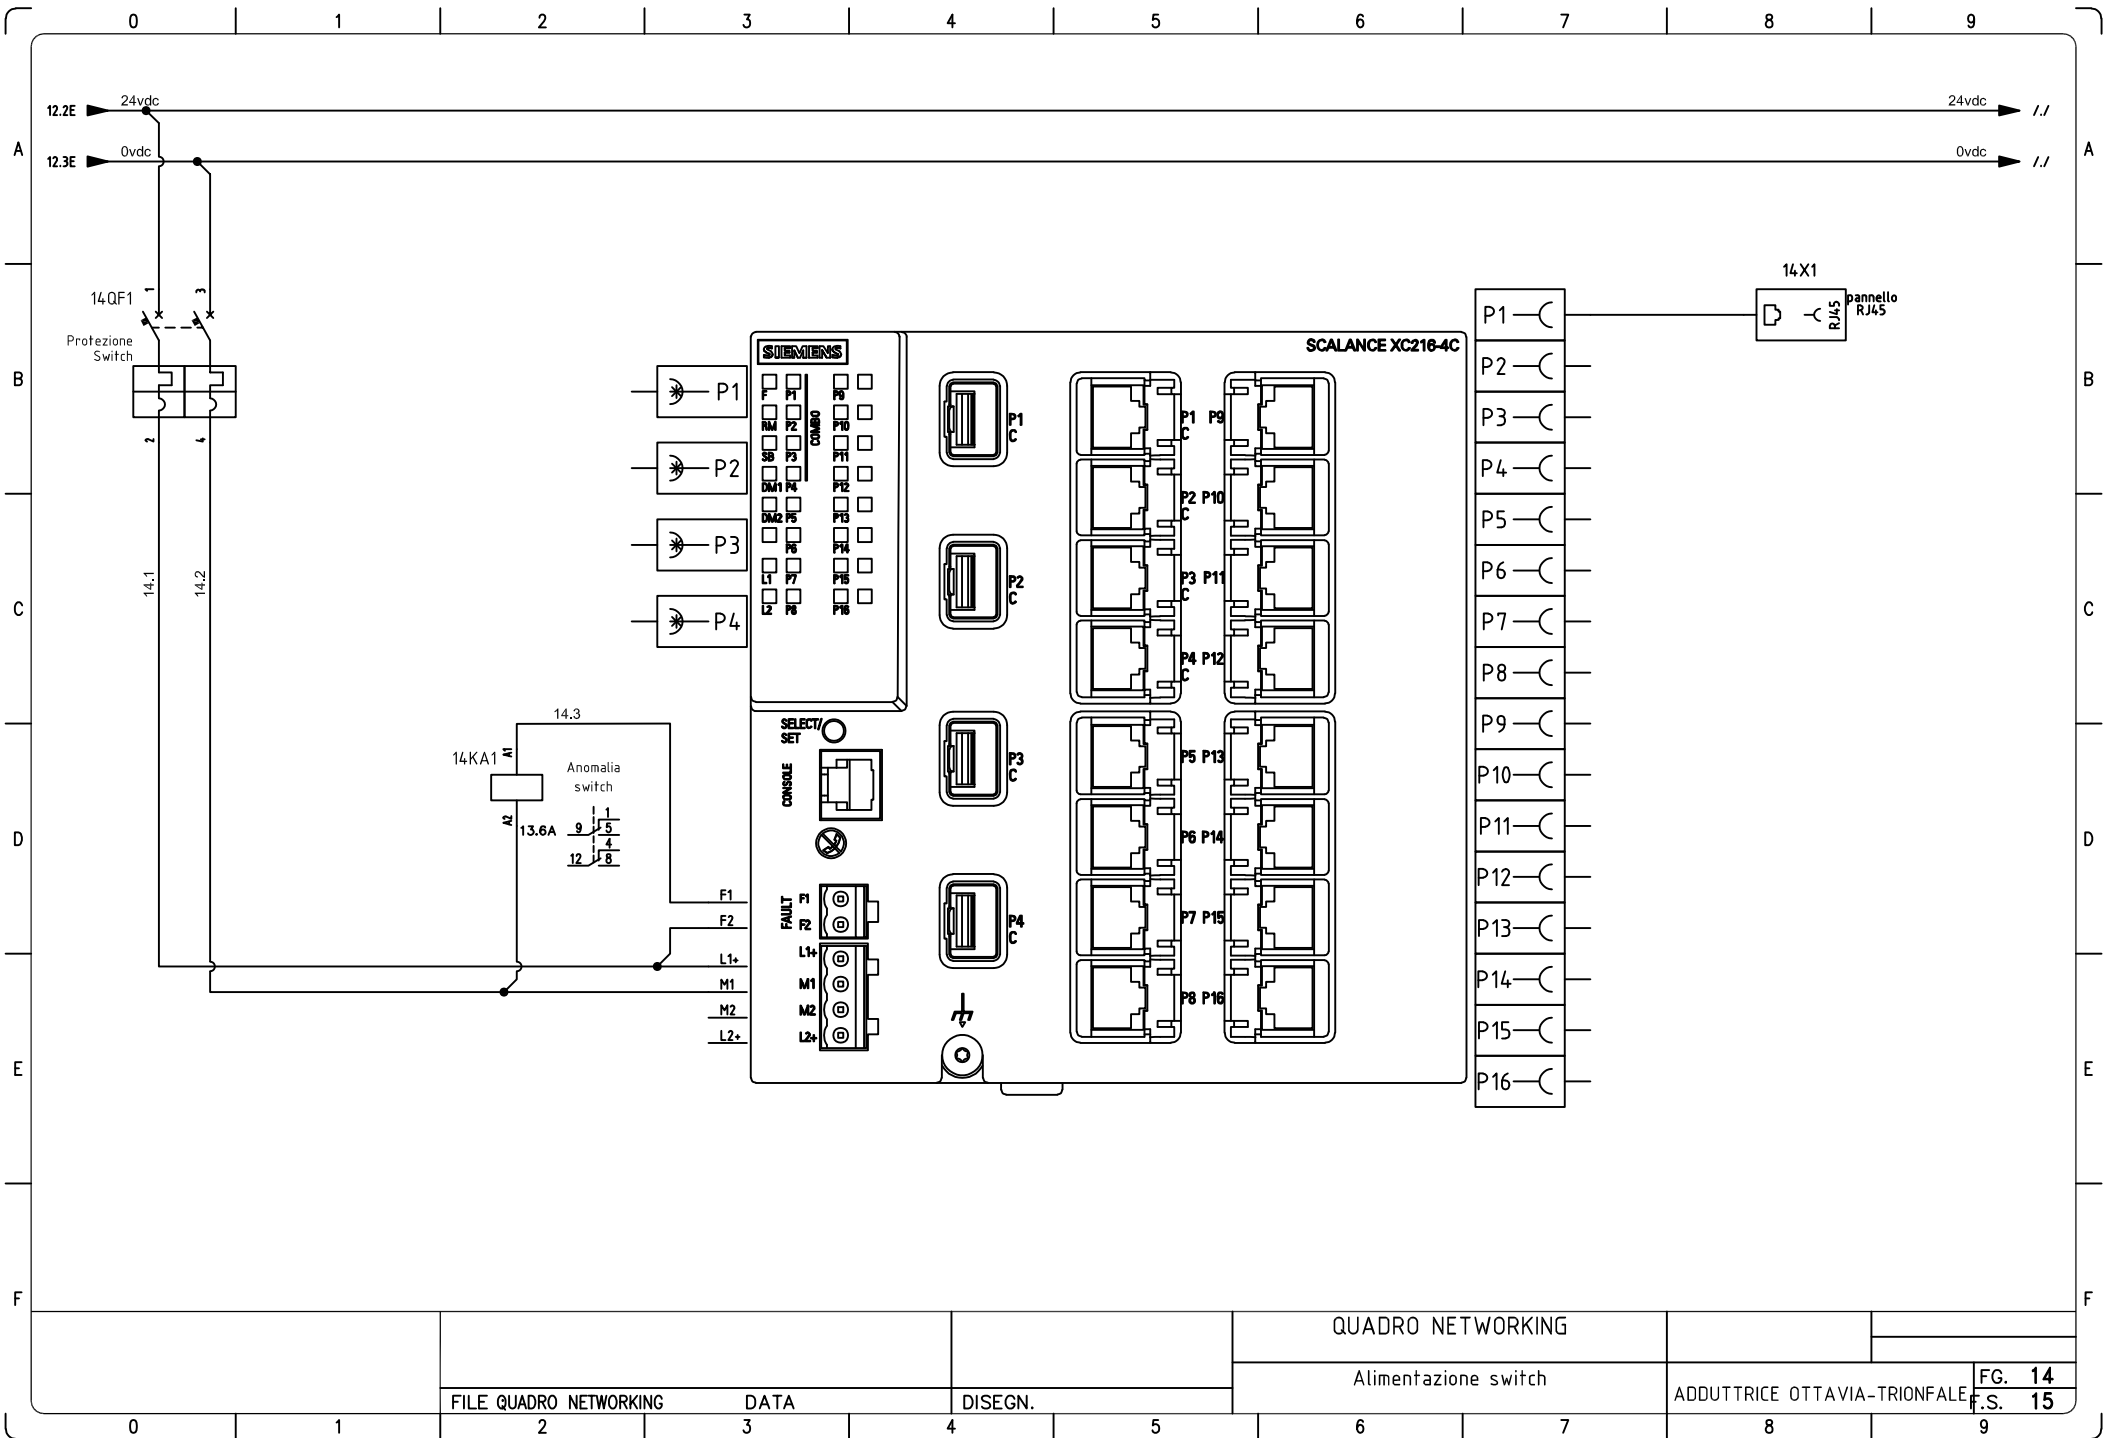 0 1 2 3 4 5 6 7 8 9
12.2E 24vdc 24vdc /./
A A
12.3E 0vdc 0vdc /./
14QF1 1 3
Protezione
Switch
2 4
14.1 14.2
B B
C C
D D
E E
F F
14X1
pannello
RJ45
RJ45
P1
P2
P3
P4
SIEMENS
SCALANCE XC216-4C
F P1 P9
RM P2 P10
SB P3 P11
DM1 P4 P12
DM2 P5 P13
P6 P14
L1 P7 P15
L2 P8 P16
COMBO
SELECT/
SET
CONSOLE
FAULT F1
F2
L1+
M1
M2
L2+
P1
C
P2
C
P3
C
P4
C
P1 P9
C
P2 P10
C
P3 P11
C
P4 P12
C
P5 P13
P6 P14
P7 P15
P8 P16
P1
P2
P3
P4
P5
P6
P7
P8
P9
P10
P11
P12
P13
P14
P15
P16
14.3
14KA1 A1
A2
Anomalia
switch
13.6A
1
9 5
4
12 8
F1
F2
L1+
M1
M2
L2+
QUADRO NETWORKING
Alimentazione switch
FILE QUADRO NETWORKING DATA DISEGN.
ADDUTTRICE OTTAVIA-TRIONFALE
FG. 14
F.S. 15
0 1 2 3 4 5 6 7 8 9